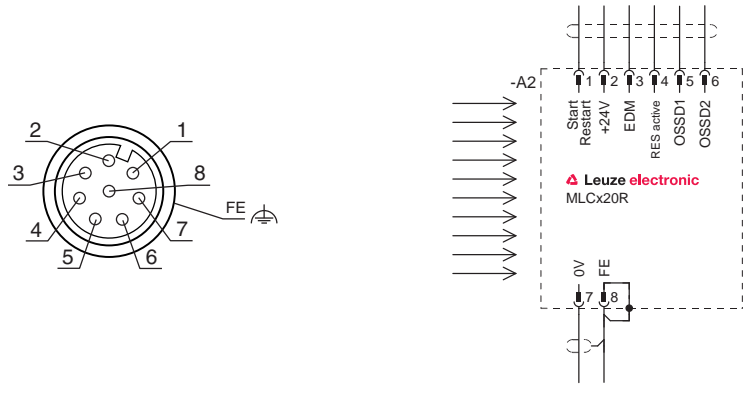 2
1
3
8
FE
4
7
5
6
-A2
1
2
3
4
5
6
Start
Restart
+24V
EDM
RES active
OSSD1
OSSD2
Leuze electronic
MLCx20R
0V
FE
7
8